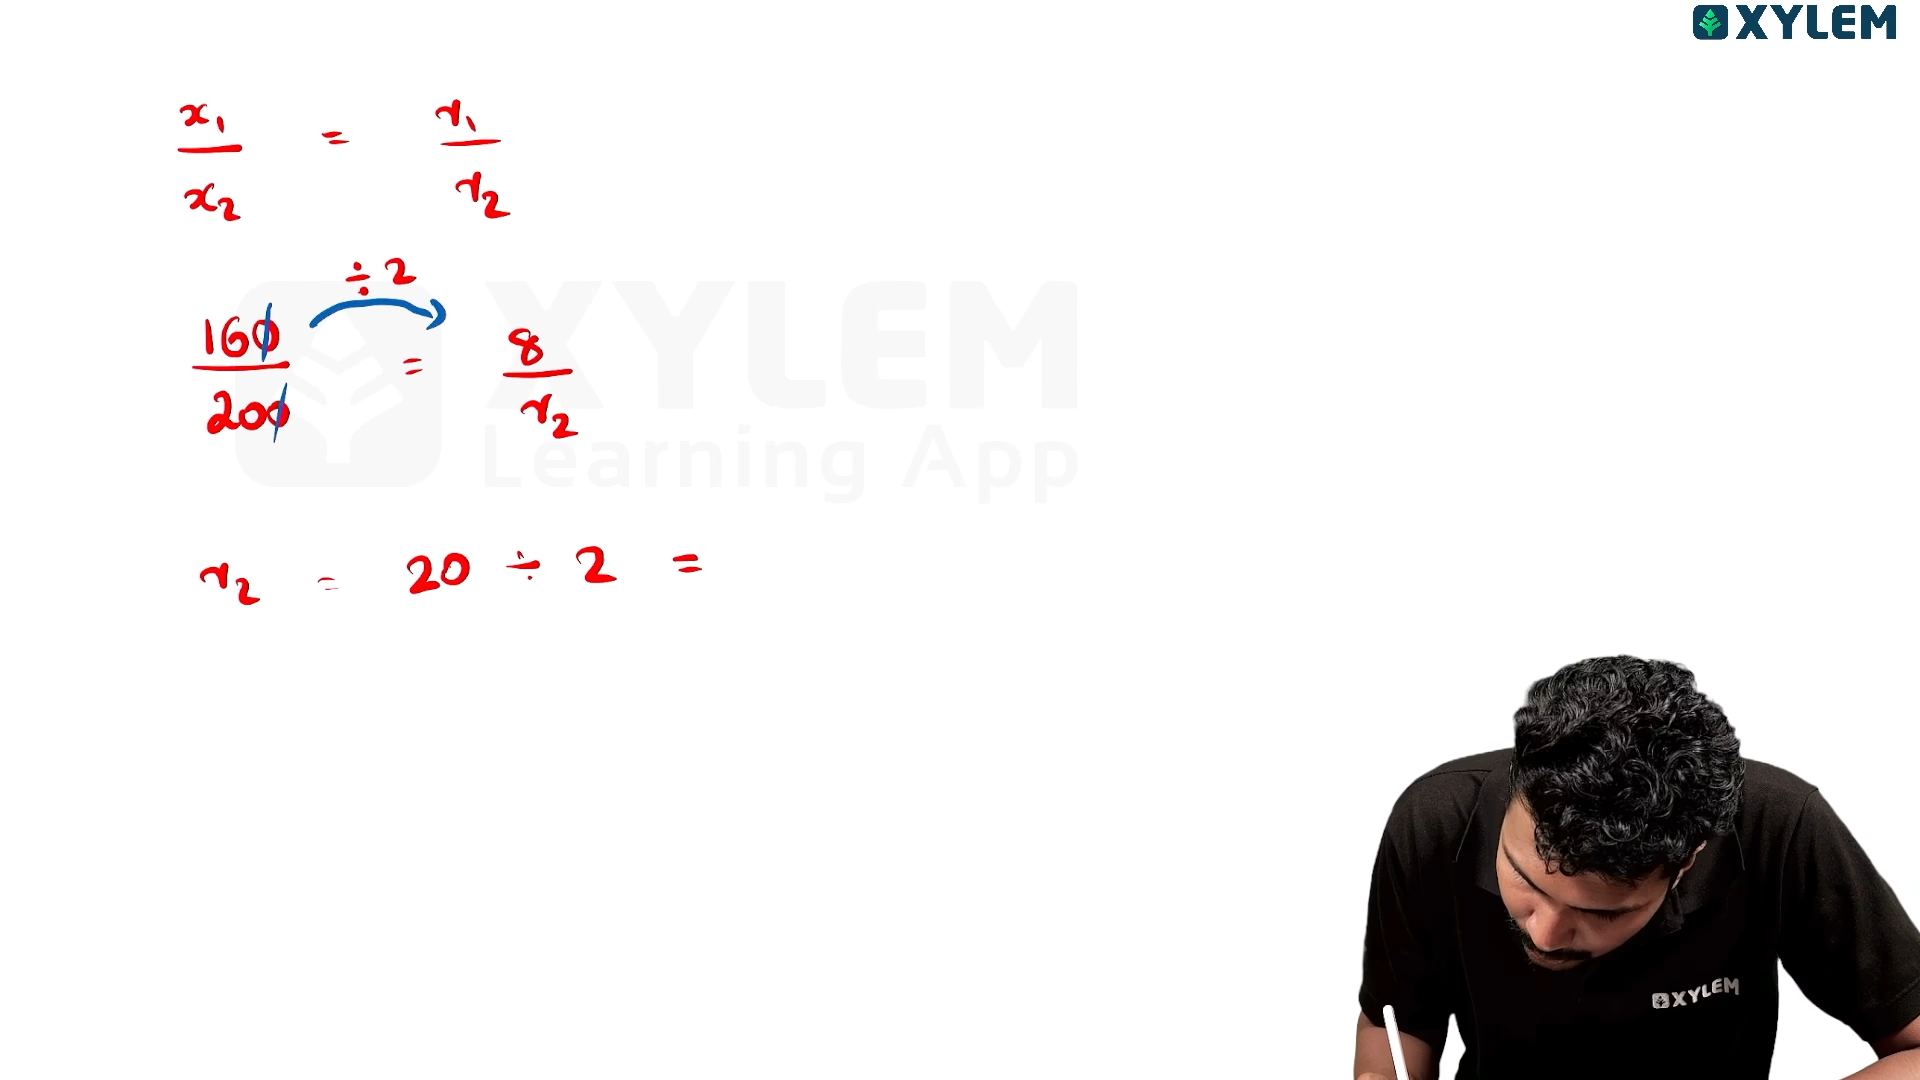 XYLEM
x₁/x₂ = r₁/r₂
÷ 2
160/200 = 8/r₂
XYLEM
Learning App
r₂ = 20 ÷ 2 =
XYLEM